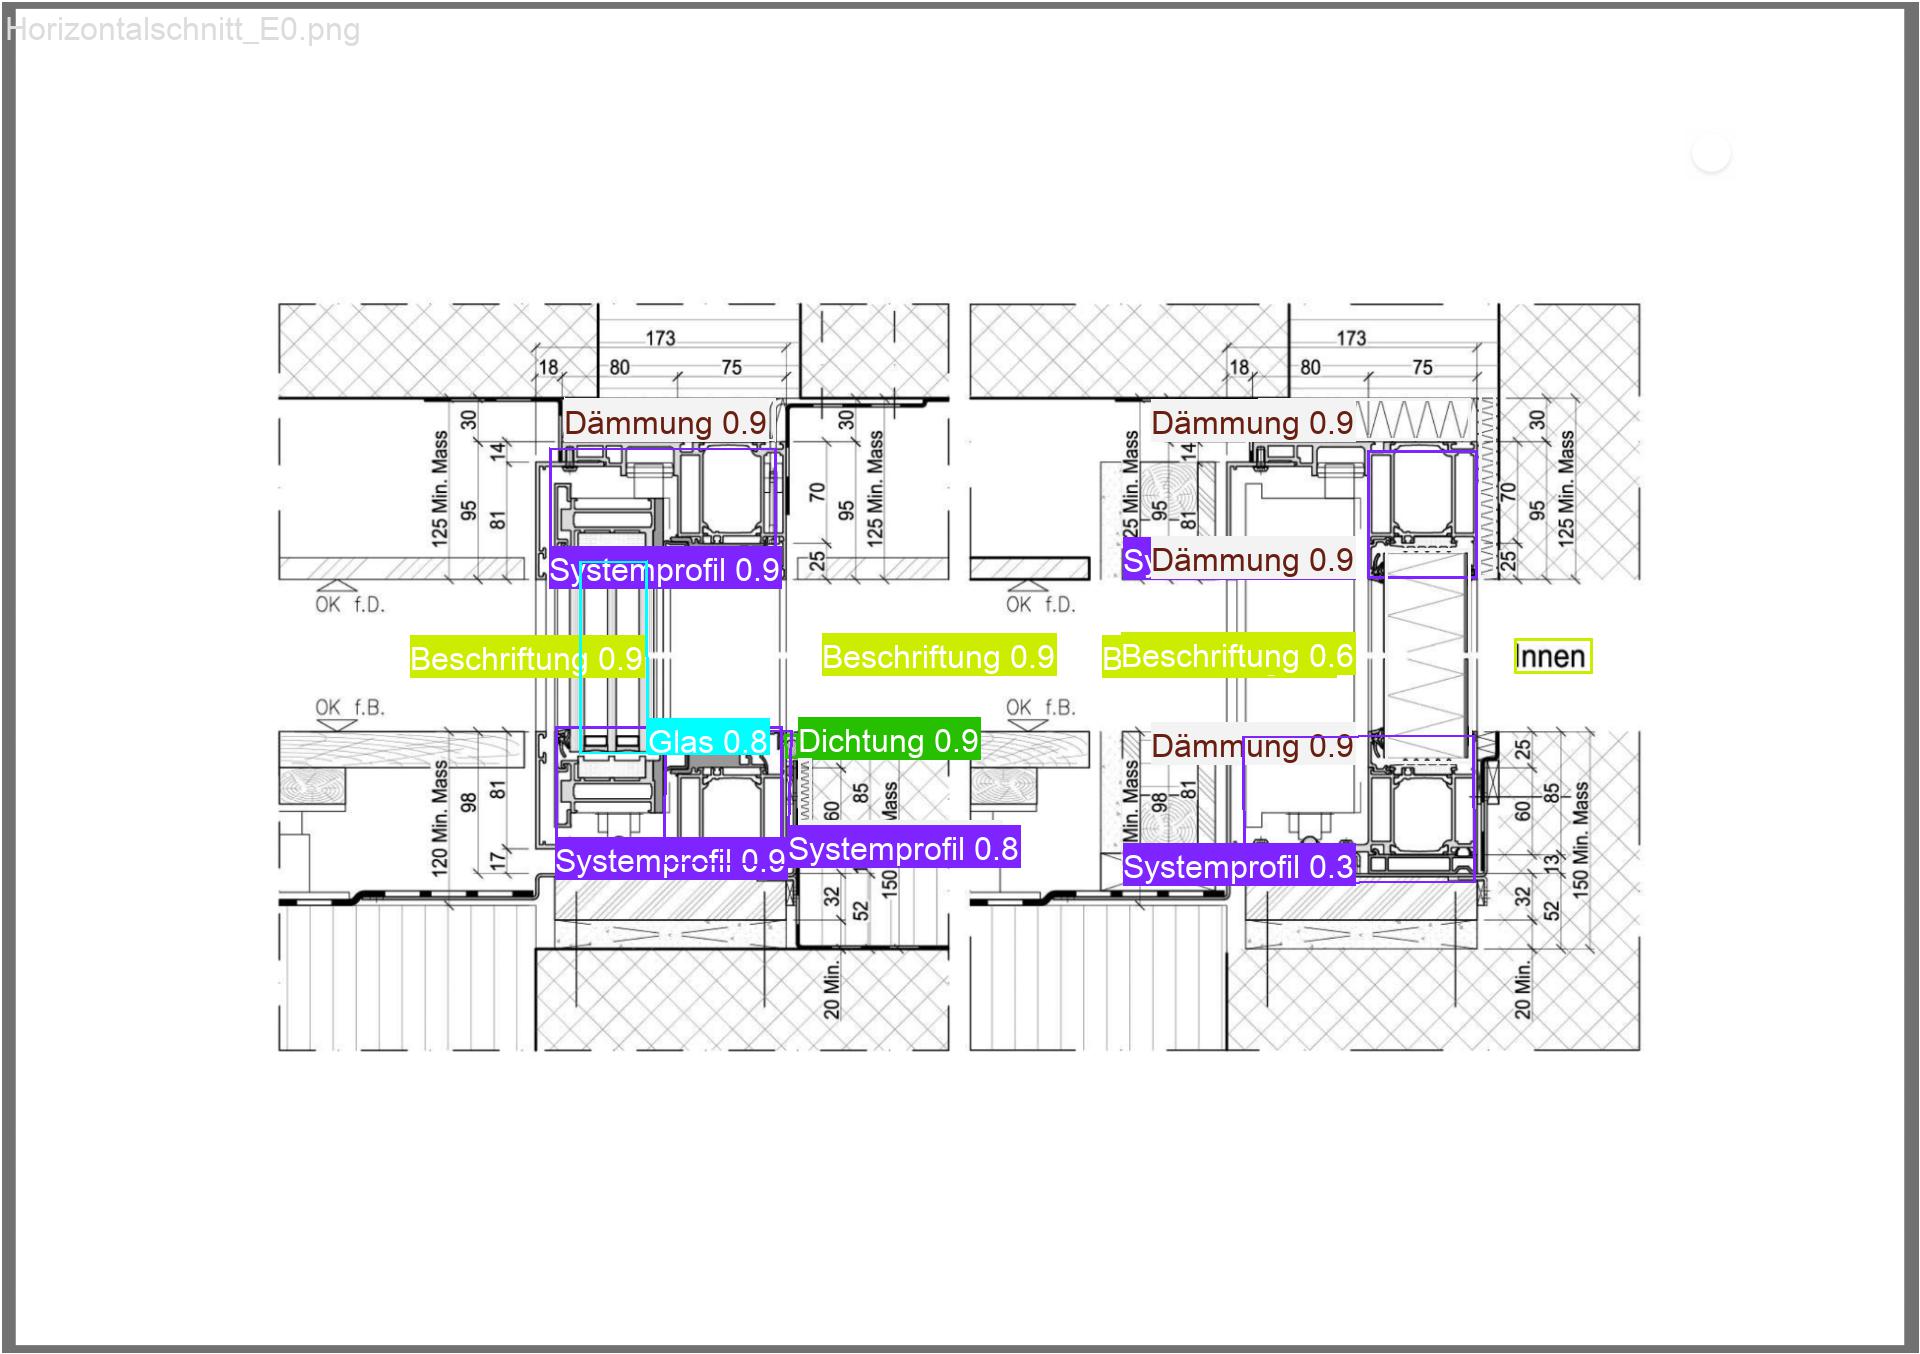 Horizontalschnitt_E0.png
173
18 80 75
173
18 80 75
Dämmung 0.9
Dämmung 0.9
30
14
125 Min. Mass
95
81
30
70
95
125 Min. Mass
25
14
25 Min. Mass
95
81
30
70
95
125 Min. Mass
25
Systemprofil 0.9
Sy
Dämmung 0.9
OK f.D.
OK f.D.
Beschriftung 0.9
Beschriftung 0.9
B
Beschriftung 0.6
Innen
OK f.B.
OK f.B.
Glas 0.8
Dichtung 0.9
Dämmung 0.9
120 Min. Mass
98
81
17
60
85
Mass
150
32
52
20 Min.
Min. Mass
98
81
25
60
85
13
150 Min. Mass
32
52
20 Min.
Systemprofil 0.9
Systemprofil 0.8
Systemprofil 0.3